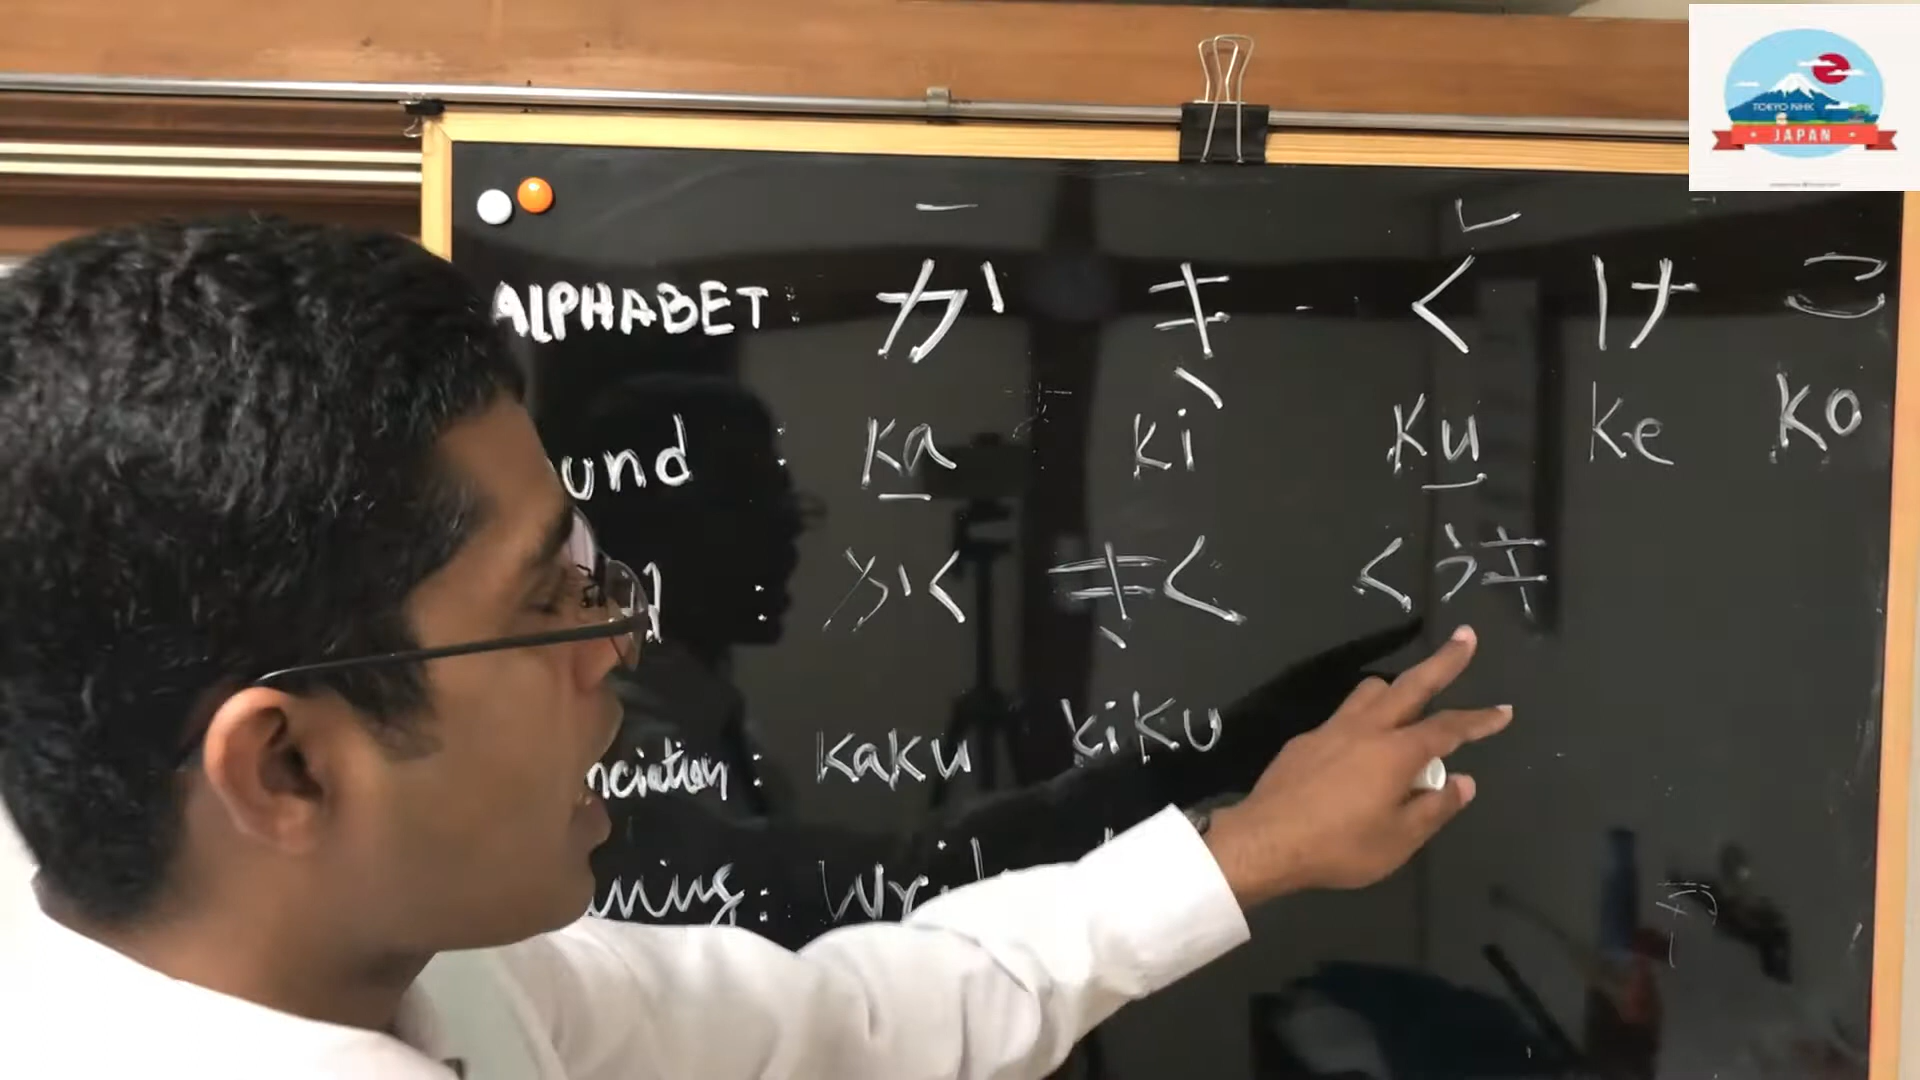 TOKYO NHK
JAPAN
ALPHABET: か き く け こ
und : ka ki ku ke ko
d : かく きく くうき
nciation: kaku kiku
ning: